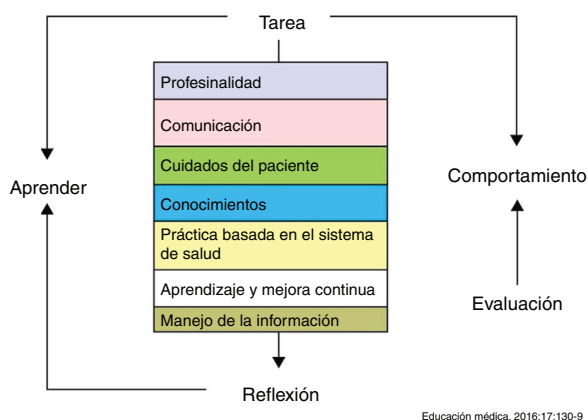 Tarea
Profesinalidad
Comunicación
Cuidados del paciente
Aprender
Comportamiento
Conocimientos
Práctica basada en el sistema
de salud
Aprendizaje y mejora continua
Evaluación
Manejo de la información
Reflexión
Educación médica. 2016;17:130-9